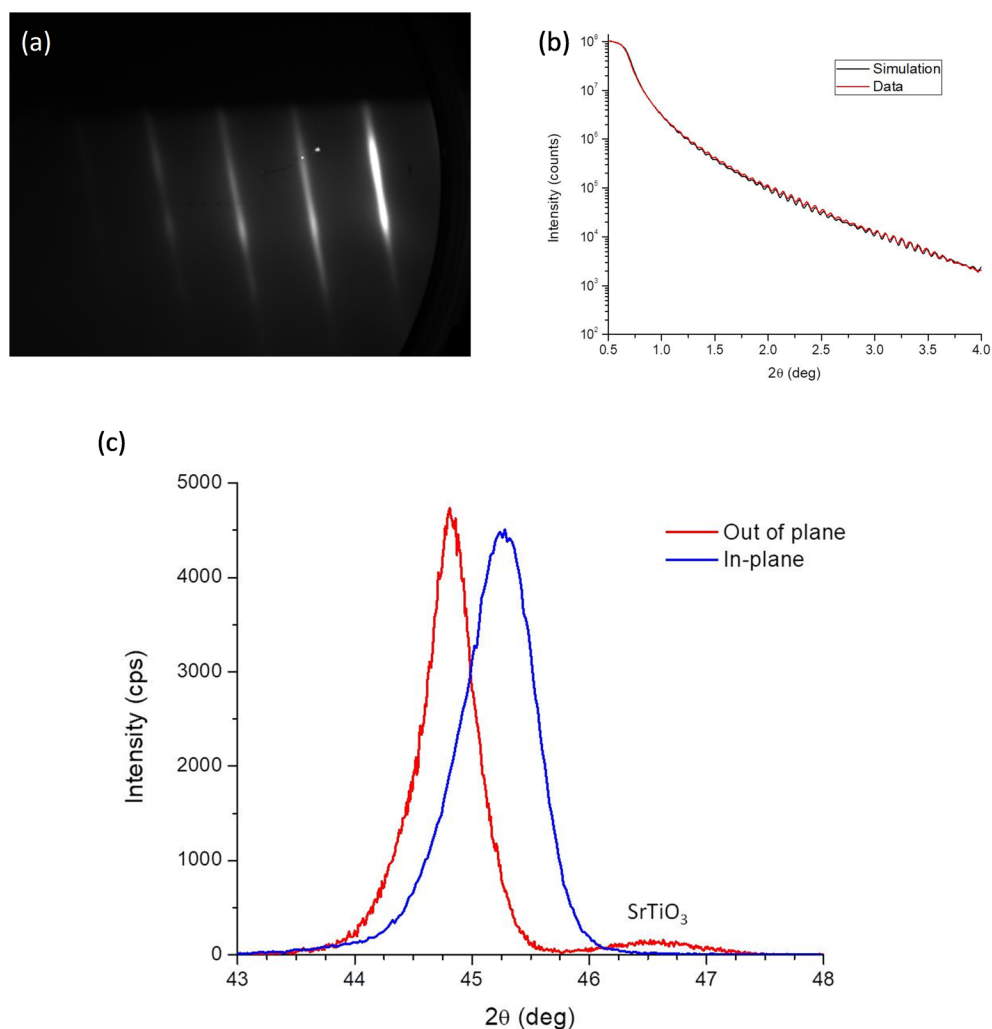 (a)
(b)
10⁸
10⁷
10⁶
10⁵
10⁴
10³
10²
Intensity (counts)
Simulation
Data
0.5 1.0 1.5 2.0 2.5 3.0 3.5 4.0
2θ (deg)
(c)
5000
4000
3000
2000
1000
0
Intensity (cps)
Out of plane
In-plane
SrTiO₃
43 44 45 46 47 48
2θ (deg)